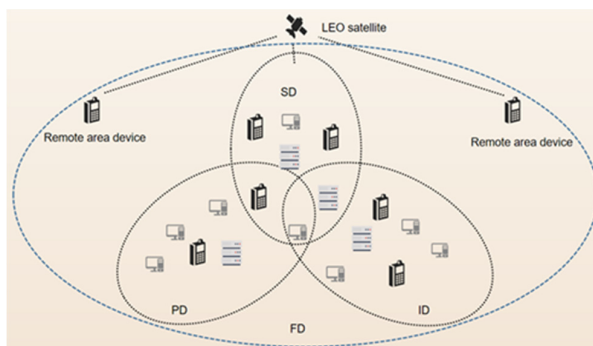 LEO satellite
SD
Remote area device
Remote area device
PD
ID
FD